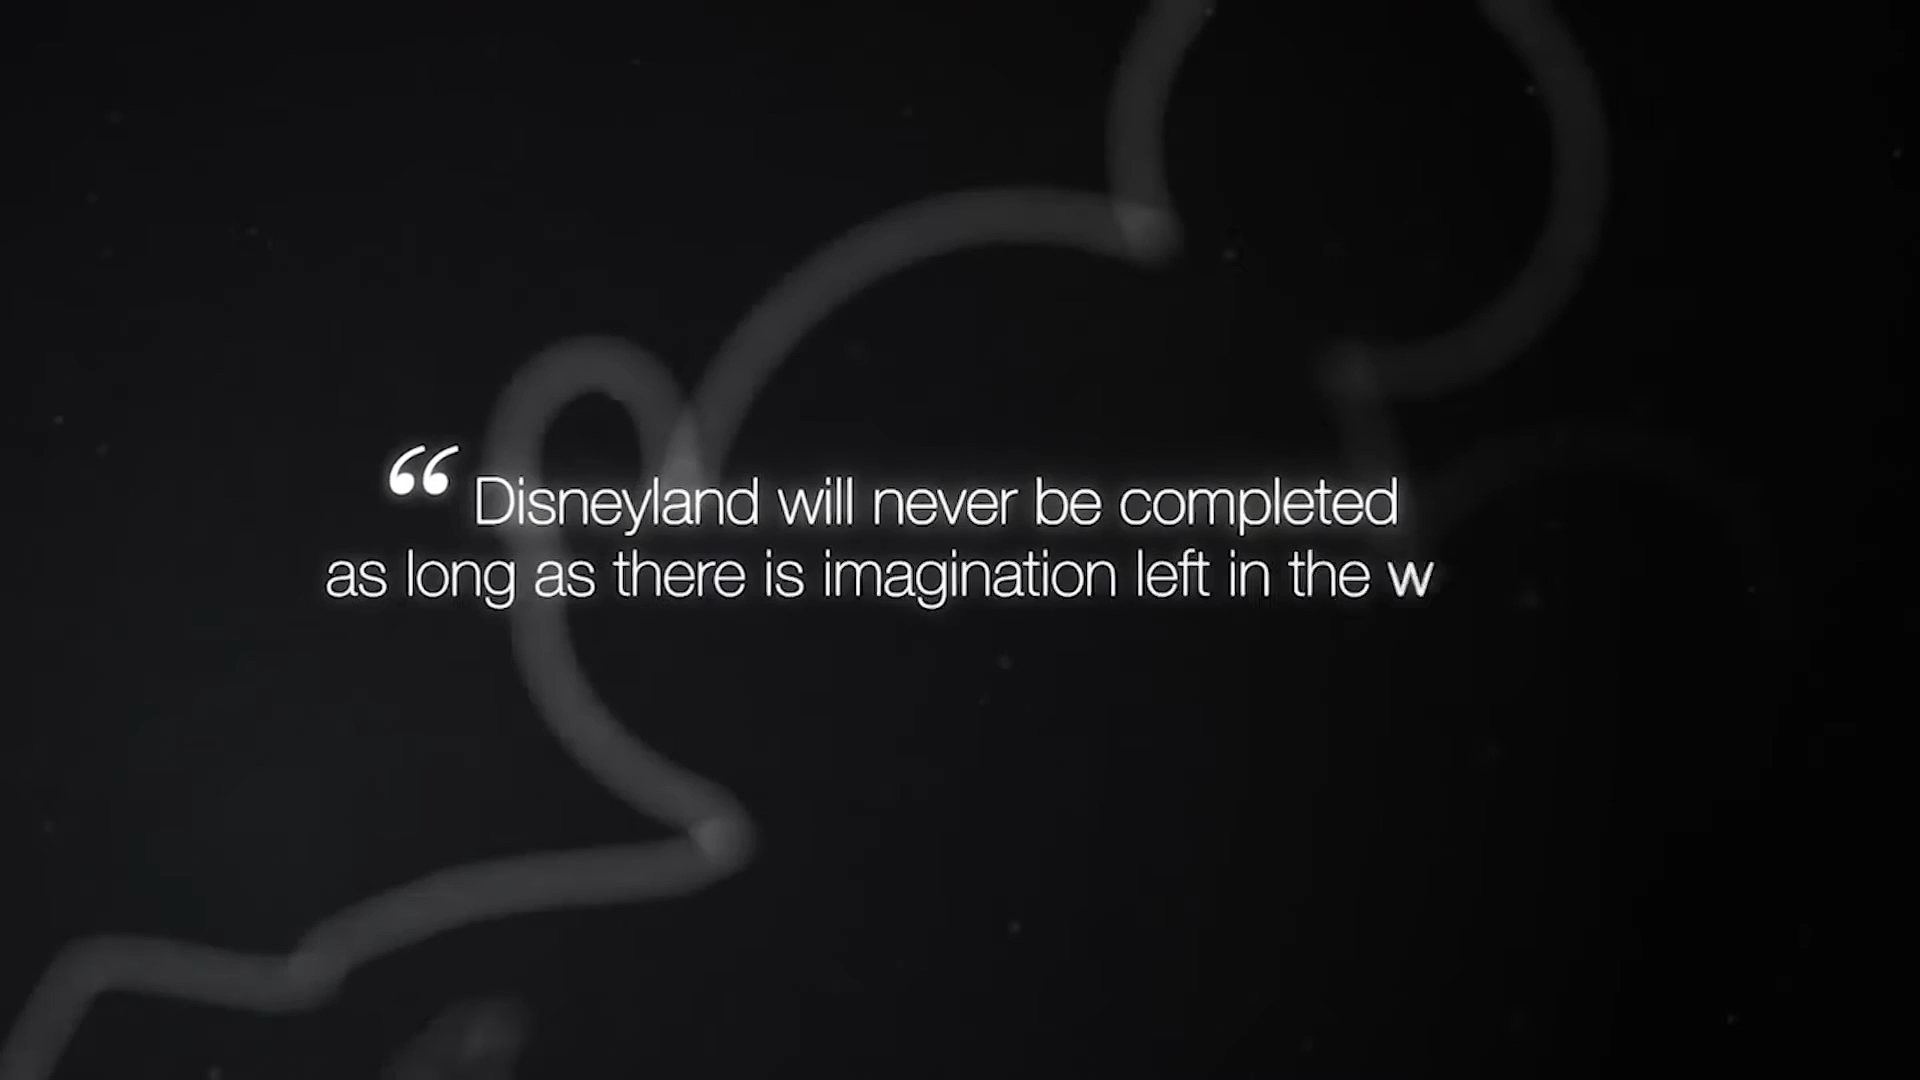 “ Disneyland will never be completed
as long as there is imagination left in the w